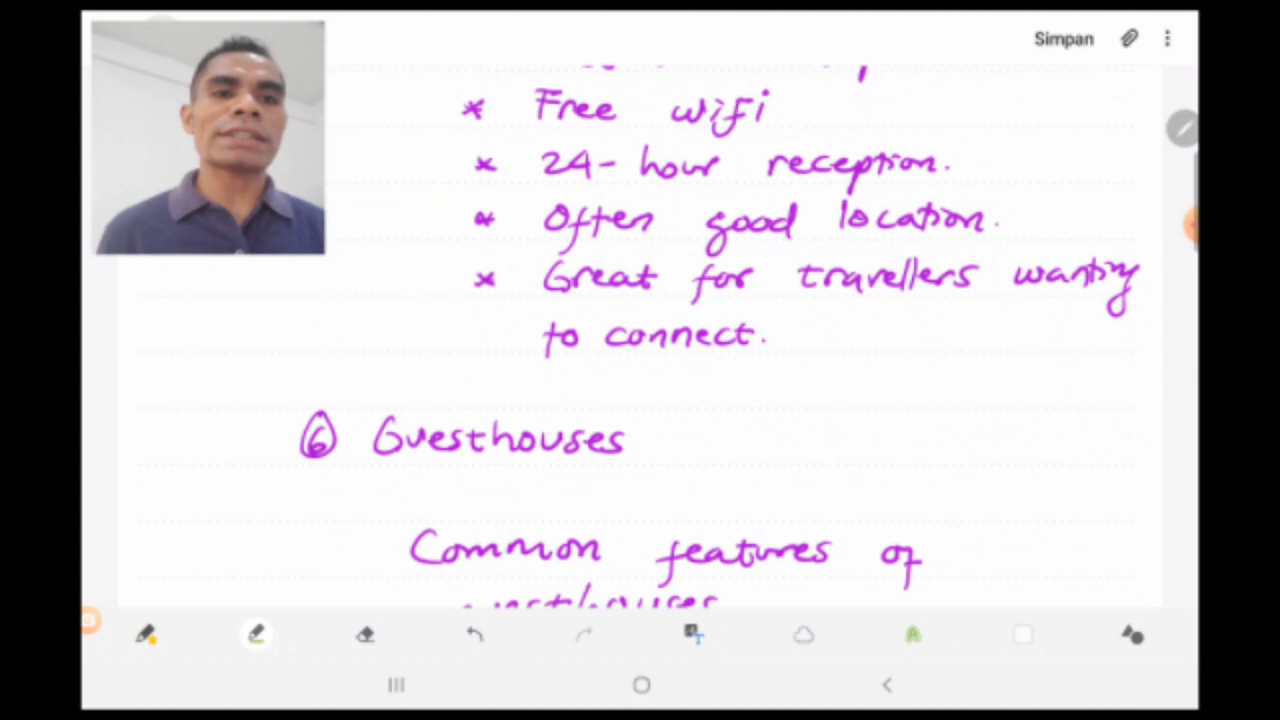 Simpan
* Free wifi
* 24-hour reception.
* Often good location.
* Great for travellers wanting
to connect.
6 Guesthouses
Common features of
guesthouses